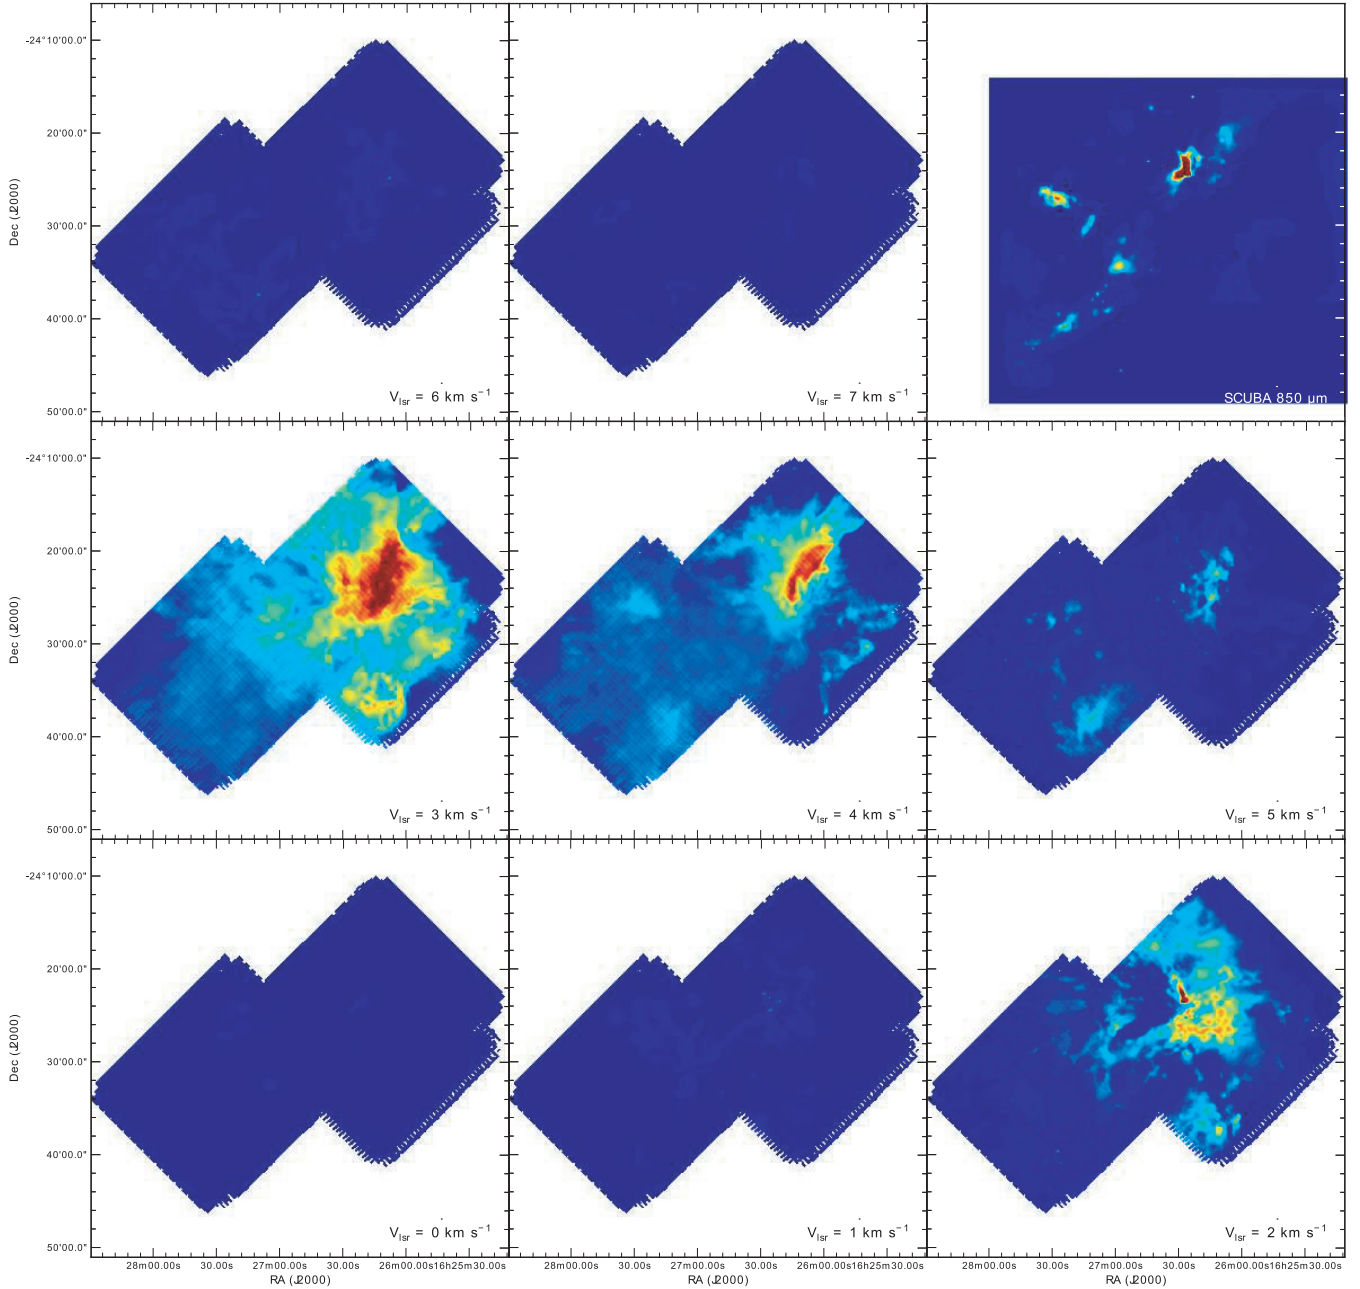 -24°10'00.0"
20'00.0"
30'00.0"
40'00.0"
50'00.0"
Dec (J2000)
V_lsr = 6 km s⁻¹
V_lsr = 7 km s⁻¹
SCUBA 850 μm
-24°10'00.0"
20'00.0"
30'00.0"
40'00.0"
50'00.0"
Dec (J2000)
V_lsr = 3 km s⁻¹
V_lsr = 4 km s⁻¹
V_lsr = 5 km s⁻¹
-24°10'00.0"
20'00.0"
30'00.0"
40'00.0"
50'00.0"
Dec (J2000)
V_lsr = 0 km s⁻¹
V_lsr = 1 km s⁻¹
V_lsr = 2 km s⁻¹
28m00.00s 30.00s 27m00.00s 30.00s 26m00.00s 16h25m30.00s
RA (J2000)
28m00.00s 30.00s 27m00.00s 30.00s 26m00.00s 16h25m30.00s
RA (J2000)
28m00.00s 30.00s 27m00.00s 30.00s 26m00.00s 16h25m30.00s
RA (J2000)